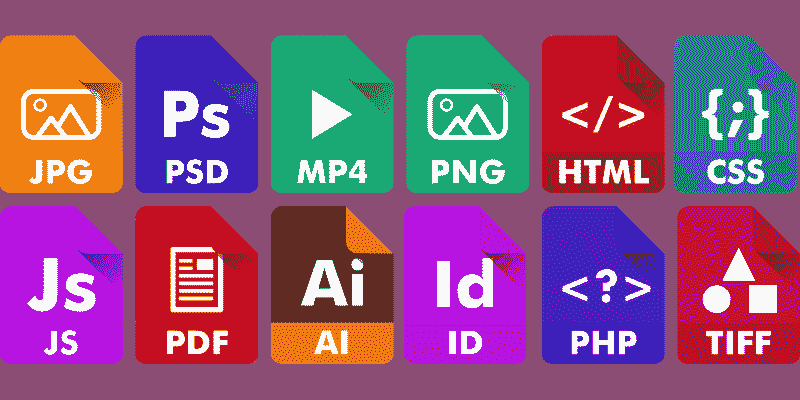 JPG
Ps
PSD
MP4
PNG
</>
HTML
{;}
CSS
Js
JS
PDF
Ai
AI
Id
ID
<?>
PHP
TIFF